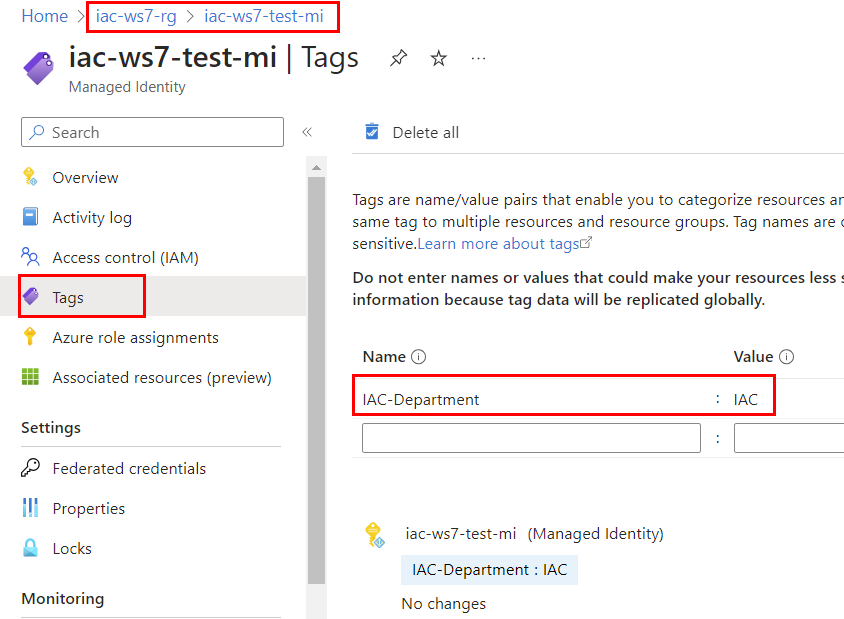 Home > iac-ws7-rg > iac-ws7-test-mi
iac-ws7-test-mi | Tags
Managed Identity
Search
Delete all
Overview
Activity log
Access control (IAM)
Tags
Azure role assignments
Associated resources (preview)
Settings
Federated credentials
Properties
Locks
Monitoring
Tags are name/value pairs that enable you to categorize resources
same tag to multiple resources and resource groups. Tag names are
sensitive.Learn more about tags
Do not enter names or values that could make your resources less
information because tag data will be replicated globally.
Name Value
IAC-Department : IAC
:
iac-ws7-test-mi (Managed Identity)
IAC-Department : IAC
No changes